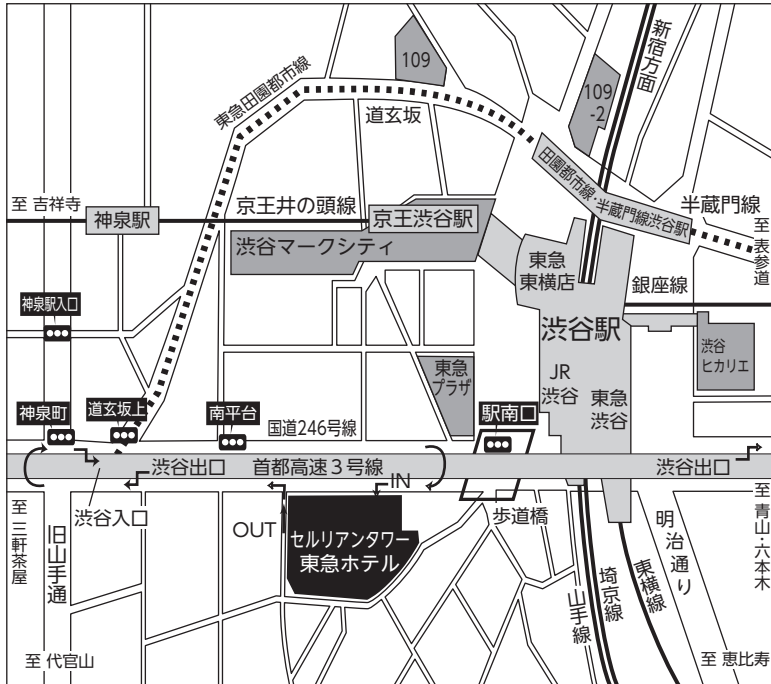 109
109
-2
新宿方面
東急田園都市線
道玄坂
田園都市線・半蔵門線渋谷駅
至 吉祥寺
神泉駅
京王井の頭線
京王渋谷駅
半蔵門線
至 表参道
渋谷マークシティ
東急
東横店
銀座線
神泉駅入口
渋谷駅
渋谷
ヒカリエ
東急
プラザ
JR
渋谷
東急
渋谷
神泉町
道玄坂上
南平台
国道246号線
駅南口
渋谷出口
首都高速3号線
IN
渋谷出口
至 三軒茶屋
旧山手通
渋谷入口
OUT
セルリアンタワー
東急ホテル
歩道橋
山手線
埼京線
東横線
明治通り
至 青山・六本木
至 代官山
至 恵比寿